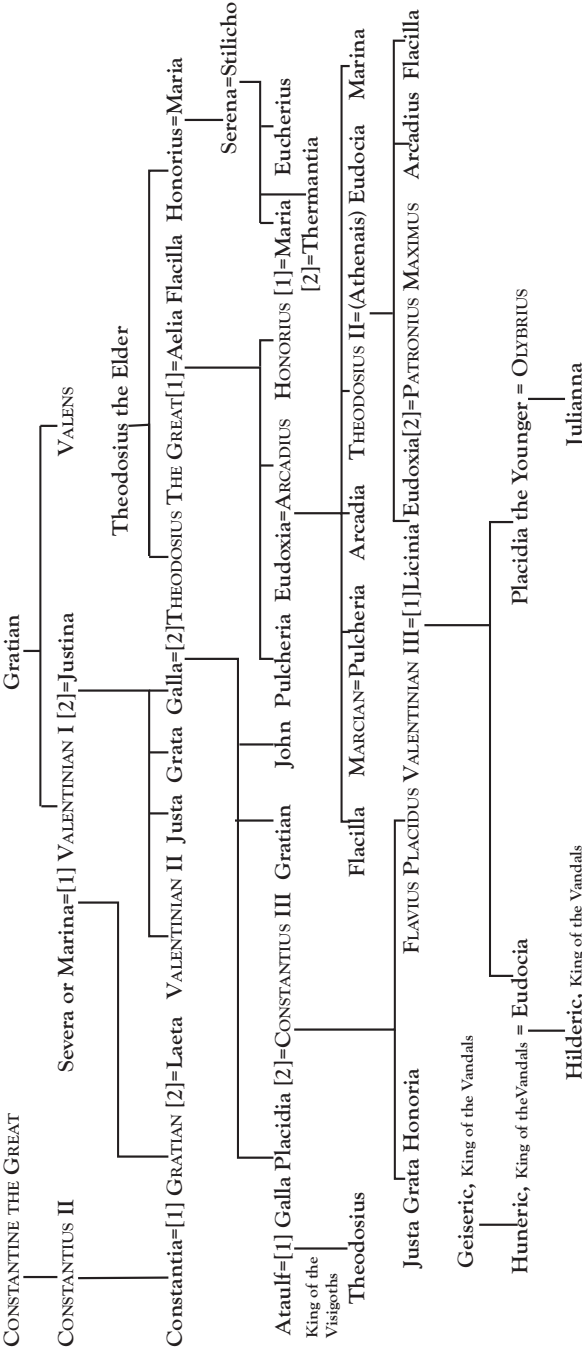 CONSTANTINE THE GREAT
Gratian
CONSTANTIUS II
Severa or Marina=[1] VALENTINIAN I [2]=Justina
VALENS
Theodosius the Elder
Constantia=[1] GRATIAN [2]=Laeta
VALENTINIAN II
Justa
Grata
Galla=[2]THEODOSIUS THE GREAT[1]=Aelia Flacilla
Honorius=Maria
Serena=Stilicho
Ataulf=[1] Galla Placidia [2]=CONSTANTIUS III
King of the
Visigoths
Gratian
John
Pulcheria
Eudoxia=ARCADIUS
HONORIUS [1]=Maria
[2]=Thermantia
Eucherius
Theodosius
Flacilla
MARCIAN=Pulcheria
Arcadia
THEODOSIUS II=(Athenais) Eudocia
Marina
Justa Grata Honoria
FLAVIUS PLACIDUS VALENTINIAN III=[1]Licinia Eudoxia[2]=PATRONIUS MAXIMUS
Arcadius
Flacilla
Geiseric, King of the Vandals
Huneric, King of theVandals = Eudocia
Placidia the Younger = OLYBRIUS
Hilderic, King of the Vandals
Julianna